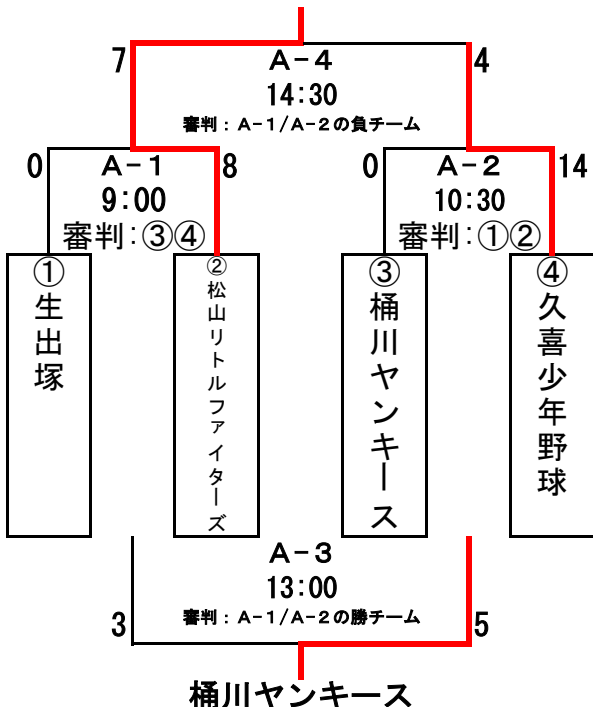 7
A-4
4
14:30
審判：A-1/A-2の負チーム
0
A-1
8
0
A-2
14
9:00
10:30
審判:③④
審判:①②
①生出塚
②松山リトルファイターズ
③桶川ヤンキース
④久喜少年野球
A-3
13:00
3
審判：A-1/A-2の勝チーム
5
桶川ヤンキース